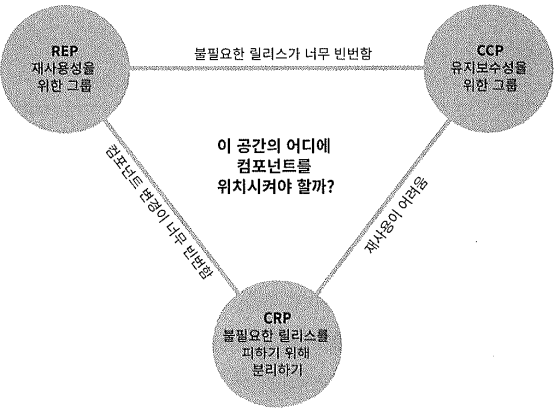 REP
재사용성을
위한 그룹
불필요한 릴리스가 너무 빈번함
CCP
유지보수성을
위한 그룹
이 공간의 어디에
컴포넌트를
위치시켜야 할까?
컴포넌트 변경이 너무 빈번함
재사용이 어려움
CRP
불필요한 릴리스를
피하기 위해
분리하기